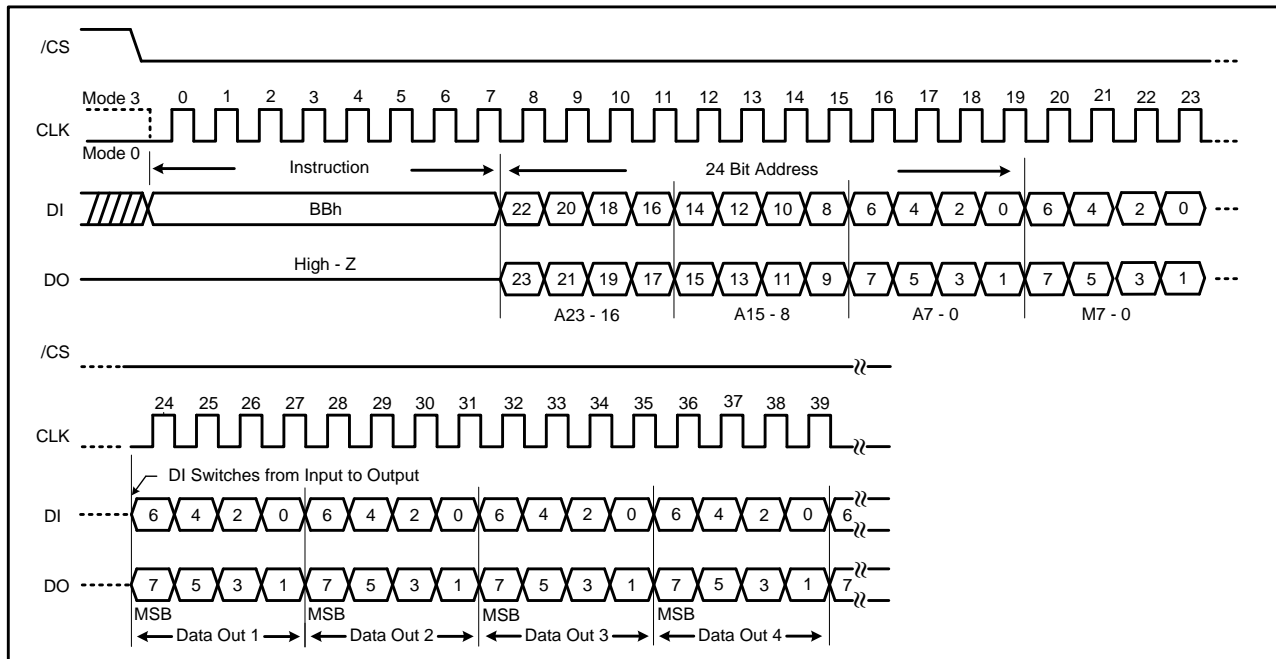 /CS
Mode 3 0 1 2 3 4 5 6 7 8 9 10 11 12 13 14 15 16 17 18 19 20 21 22 23
CLK
Mode 0
Instruction 24 Bit Address
DI BBh 22 20 18 16 14 12 10 8 6 4 2 0 6 4 2 0
High - Z
DO 23 21 19 17 15 13 11 9 7 5 3 1 7 5 3 1
A23 - 16 A15 - 8 A7 - 0 M7 - 0
/CS
24 25 26 27 28 29 30 31 32 33 34 35 36 37 38 39
CLK
DI Switches from Input to Output
DI 6 4 2 0 6 4 2 0 6 4 2 0 6 4 2 0 6
DO 7 5 3 1 7 5 3 1 7 5 3 1 7 5 3 1 7
MSB MSB MSB MSB
Data Out 1 Data Out 2 Data Out 3 Data Out 4